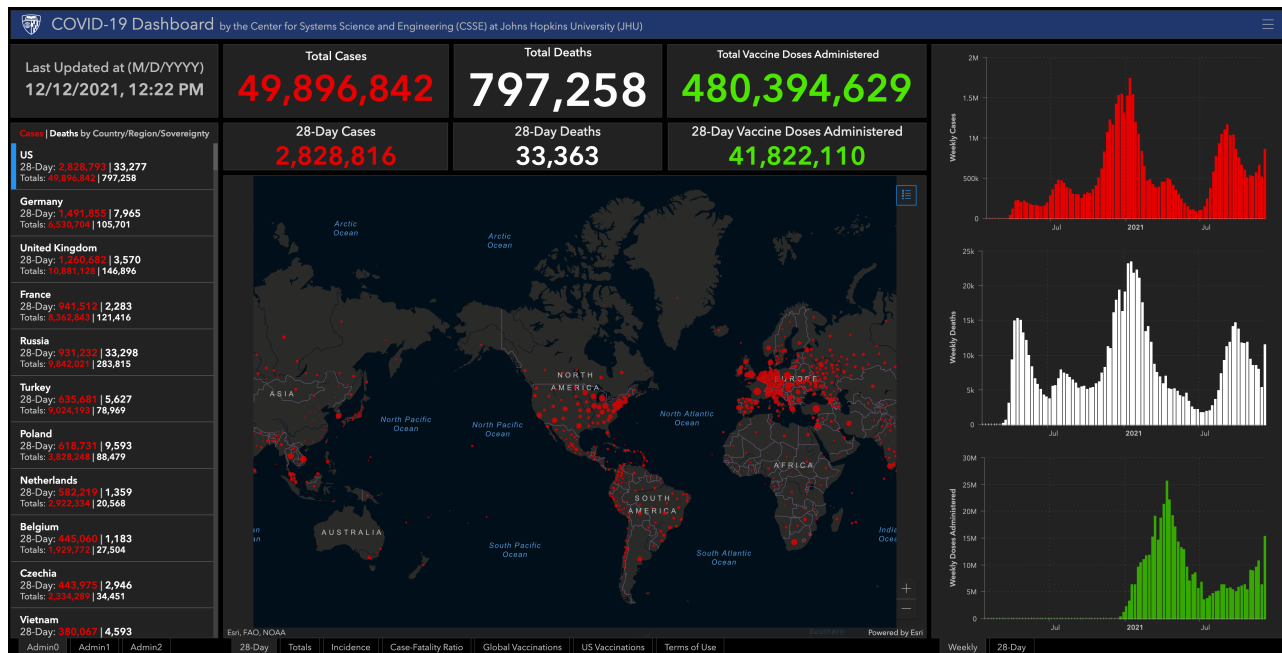 COVID-19 Dashboard by the Center for Systems Science and Engineering (CSSE) at Johns Hopkins University (JHU)
Last Updated at (M/D/YYYY)
12/12/2021, 12:22 PM
Total Cases
49,896,842
Total Deaths
797,258
Total Vaccine Doses Administered
480,394,629
28-Day Cases
2,828,816
28-Day Deaths
33,363
28-Day Vaccine Doses Administered
41,822,110
Cases | Deaths by Country/Region/Sovereignty
US
28-Day: 2,828,793 | 33,277
Totals: 49,896,842 | 797,258
Germany
28-Day: 1,491,855 | 7,965
Totals: 6,530,704 | 105,701
United Kingdom
28-Day: 1,260,682 | 3,570
Totals: 10,881,128 | 146,896
France
28-Day: 941,512 | 2,283
Totals: 8,362,843 | 121,416
Russia
28-Day: 931,232 | 33,298
Totals: 9,842,021 | 283,815
Turkey
28-Day: 635,681 | 5,627
Totals: 9,024,193 | 78,969
Poland
28-Day: 618,731 | 9,593
Totals: 3,828,248 | 88,479
Netherlands
28-Day: 582,219 | 1,359
Totals: 2,922,334 | 20,568
Belgium
28-Day: 445,060 | 1,183
Totals: 1,929,772 | 27,504
Czechia
28-Day: 443,975 | 2,946
Totals: 2,334,289 | 34,451
Vietnam
28-Day: 380,067 | 4,593
Admin0
Admin1
Admin2
Arctic
Ocean
Arctic
Ocean
NORTH
AMERICA
EUROPE
ASIA
North Pacific
Ocean
North Pacific
Ocean
North Atlantic
Ocean
AFRICA
SOUTH
AMERICA
AUSTRALIA
South Pacific
Ocean
South Atlantic
Ocean
Esri, FAO, NOAA
Powered by Esri
28-Day
Totals
Incidence
Case-Fatality Ratio
Global Vaccinations
US Vaccinations
Terms of Use
Weekly Cases
2M
1.5M
1M
500k
0
Jul
2021
Jul
Weekly Deaths
25k
20k
15k
10k
5k
0
Jul
2021
Jul
Weekly Doses Administered
30M
25M
20M
15M
10M
5M
0
Jul
2021
Jul
Weekly
28-Day